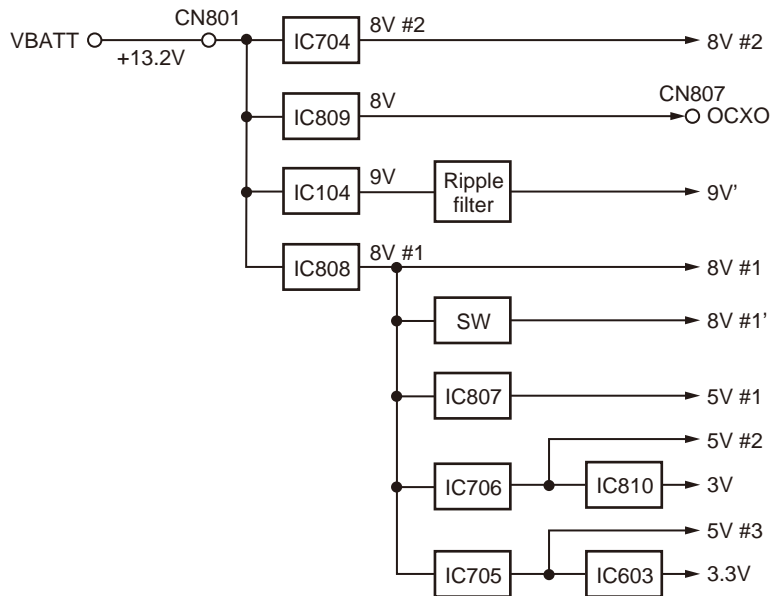 CN801
VBATT
+13.2V
IC704
8V #2
8V #2
IC809
8V
CN807
OCXO
IC104
9V
Ripple
filter
9V’
IC808
8V #1
8V #1
SW
8V #1’
IC807
5V #1
5V #2
IC706
IC810
3V
5V #3
IC705
IC603
3.3V